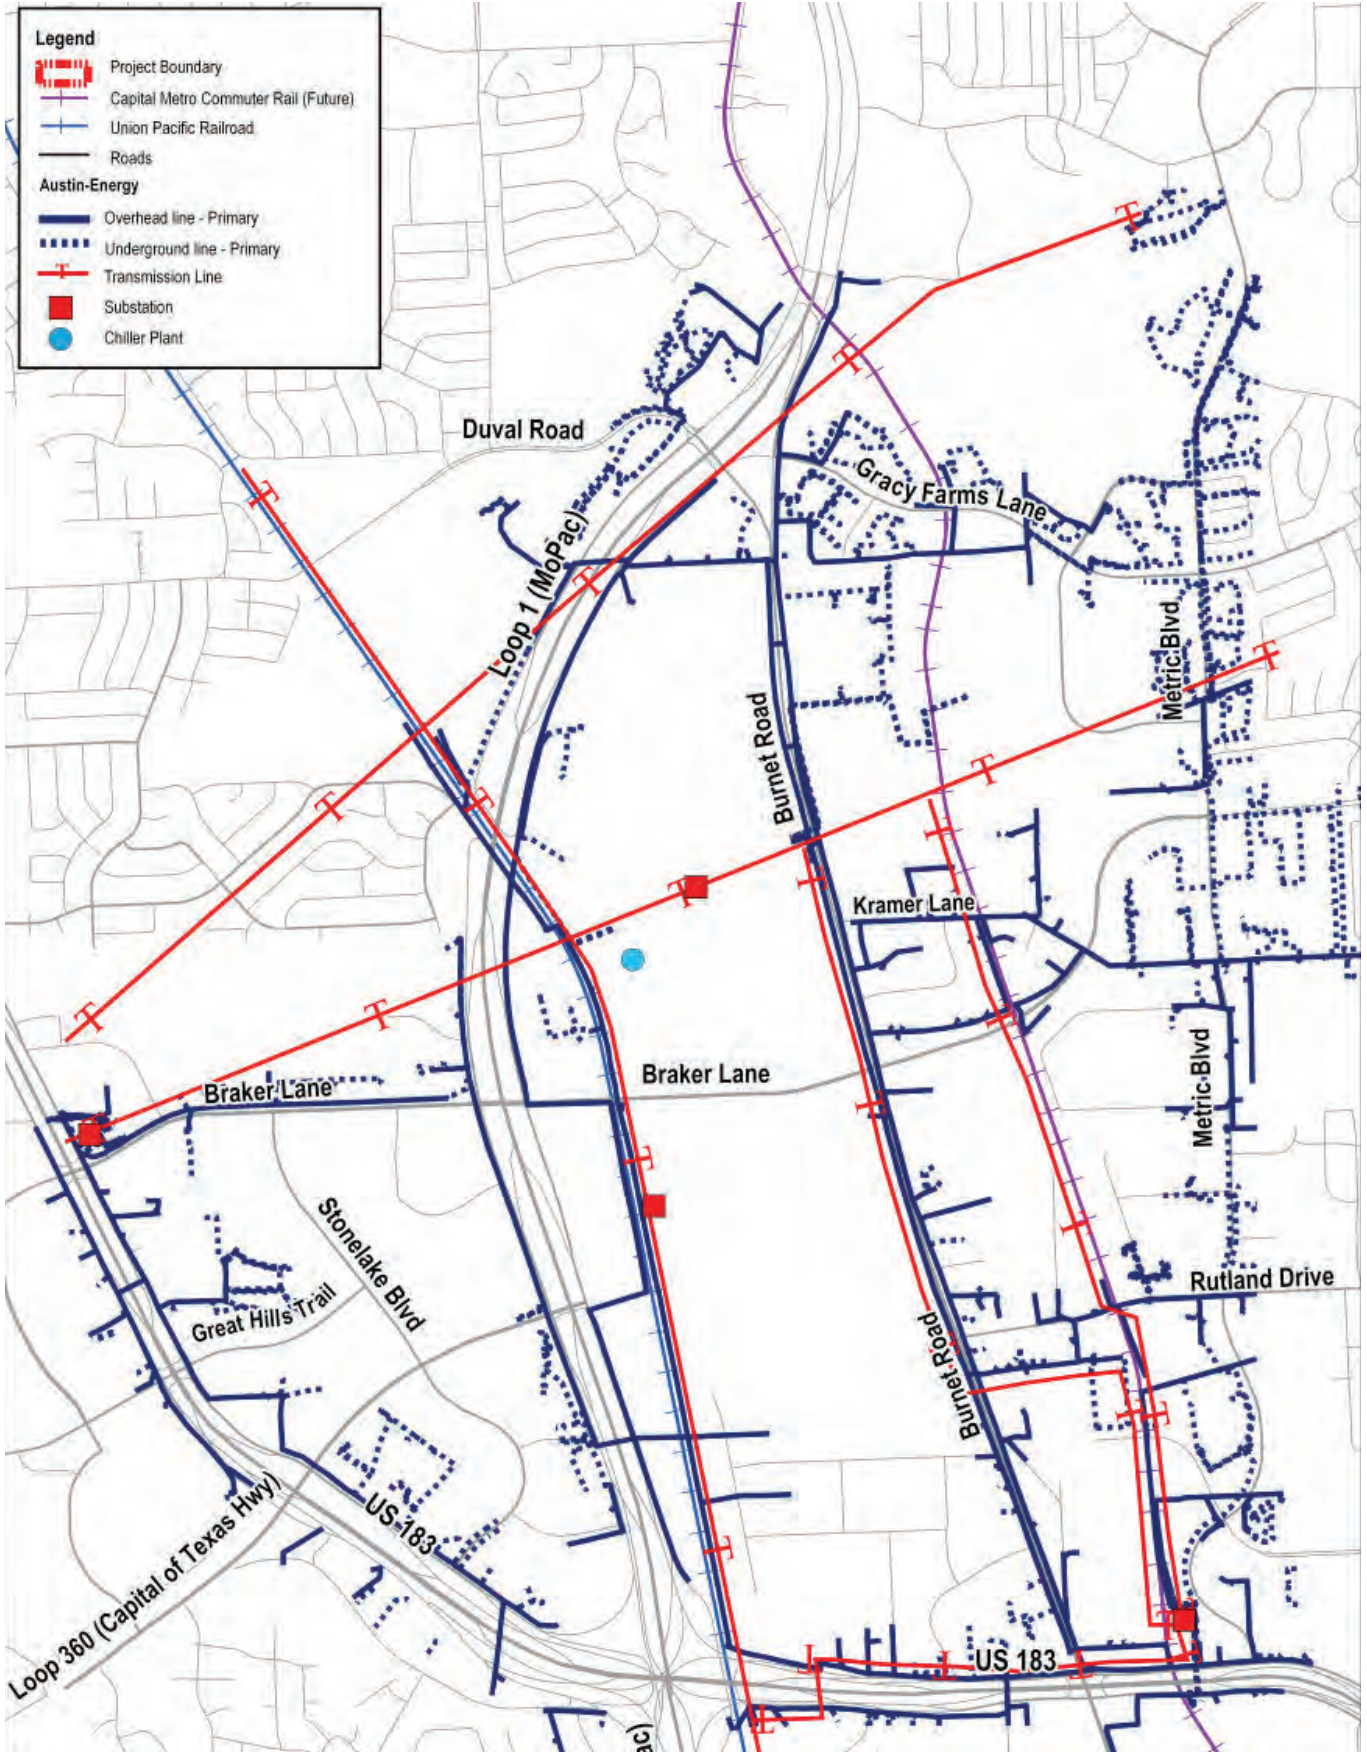 Legend
Project Boundary
Capital Metro Commuter Rail (Future)
Union Pacific Railroad
Roads
Austin-Energy
Overhead line - Primary
Underground line - Primary
T
Transmission Line
Substation
Chiller Plant
T
T
Duval Road
Gracy Farms Lane
T
Loop 1 (MoPac)
T
Metric Blvd
T
Burnet Road
T
T
T
T
T
T
Kramer Lane
T
T
T
Metric Blvd
Braker Lane
Braker Lane
T
T
Stonelake Blvd
T
Rutland Drive
Great Hills Trail
Burnet Road
T
T
US 183
Loop 360 (Capital of Texas Hwy)
T
T
US 183
T
T
T
T
T
ac)